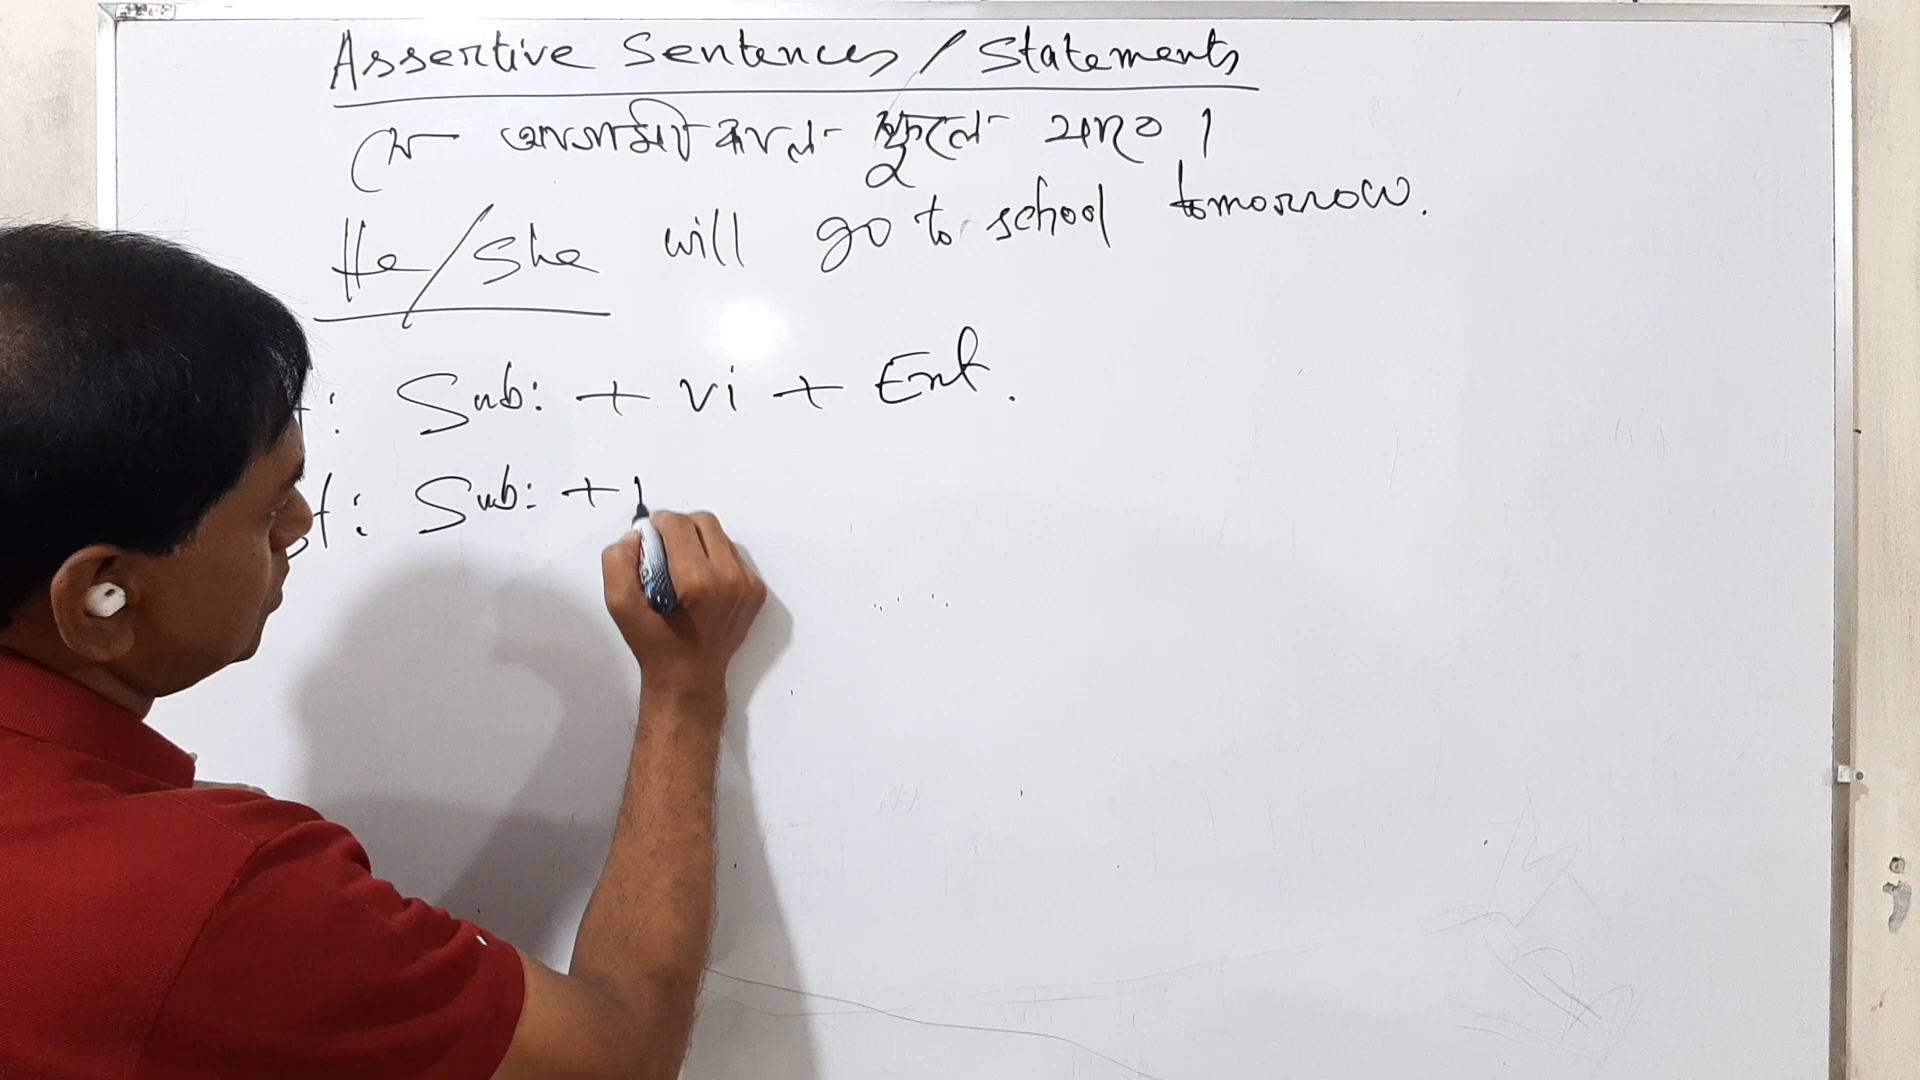 Assertive Sentences / Statements
সে আগামীকাল স্কুলে যাবে।
He/She will go to school tomorrow.
: Sub: + vi + Ext.
: Sub: +